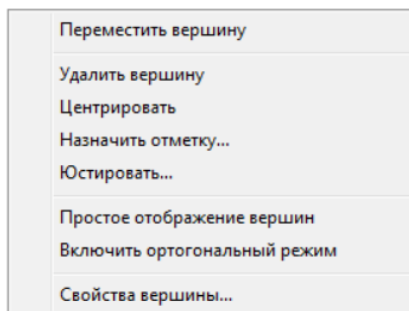 Переместить вершину
Удалить вершину
Центрировать
Назначить отметку...
Юстировать...
Простое отображение вершин
Включить ортогональный режим
Свойства вершины...